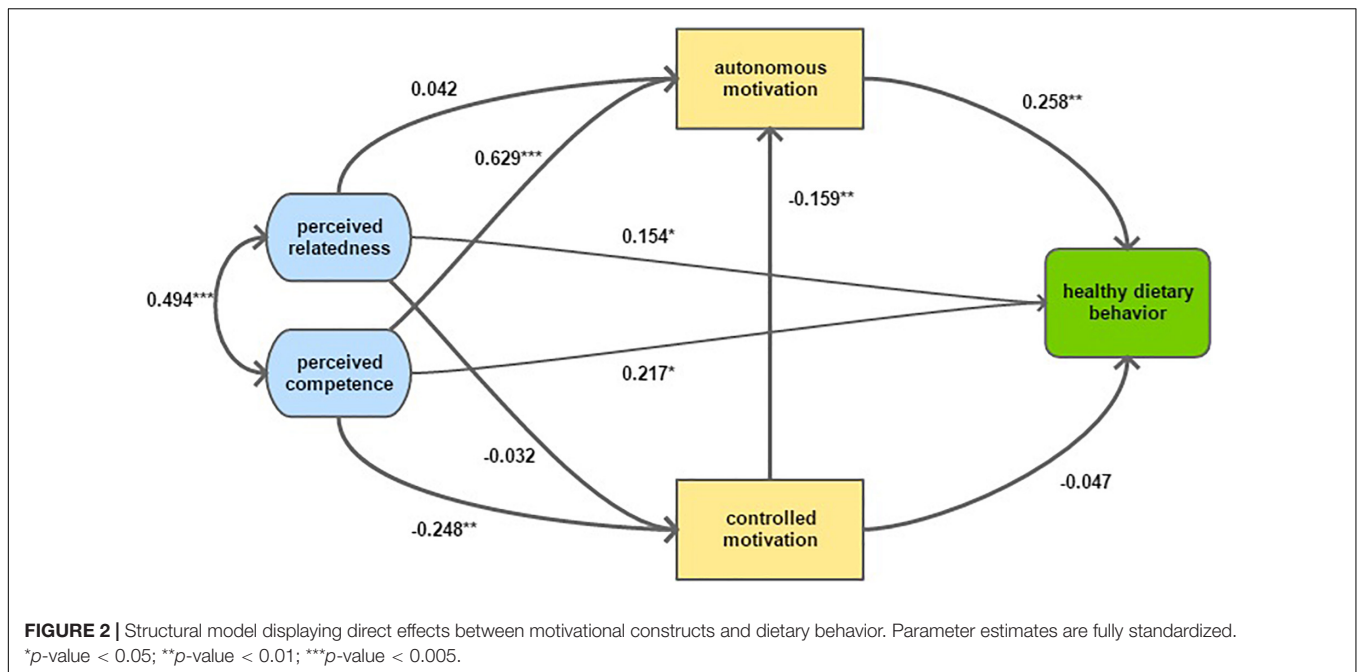 autonomous
motivation
0.042
0.258**
0.629***
-0.159**
perceived
relatedness
0.154*
0.494***
healthy dietary
behavior
perceived
competence
0.217*
-0.032
-0.047
-0.248**
controlled
motivation
FIGURE 2 | Structural model displaying direct effects between motivational constructs and dietary behavior. Parameter estimates are fully standardized.
*p-value < 0.05; **p-value < 0.01; ***p-value < 0.005.